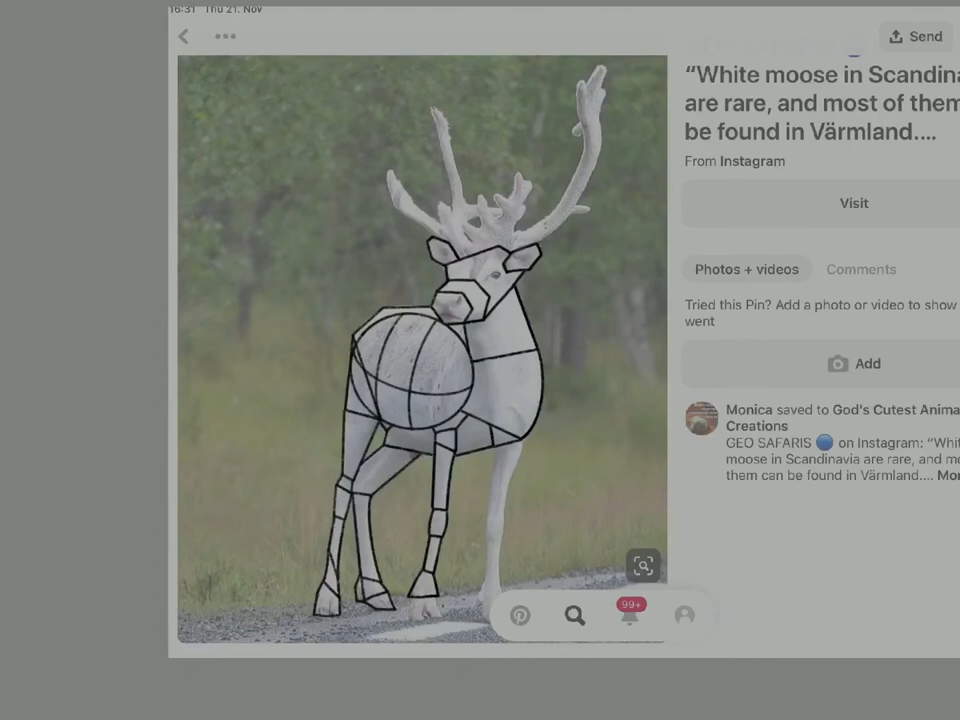 16:31 Thu 21. Nov
Send
“White moose in Scandina
are rare, and most of them
be found in Värmland....
From Instagram
Visit
Photos + videos Comments
Tried this Pin? Add a photo or video to show
went
Add
Monica saved to God's Cutest Anima
Creations
GEO SAFARIS on Instagram: “Whit
moose in Scandinavia are rare, and mo
them can be found in Värmland.... Mor
99+